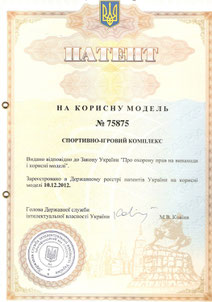 ПАТЕНТ
НА КОРИСНУ МОДЕЛЬ
№ 75875
СПОРТИВНО-ІГРОВИЙ КОМПЛЕКС
Видано відповідно до Закону України "Про охорону прав на винаходи
і корисні моделі".
Зареєстровано в Державному реєстрі патентів України на корисні
моделі 10.12.2012.
Голова Державної служби
інтелектуальної власності України
М.В. Ковіня